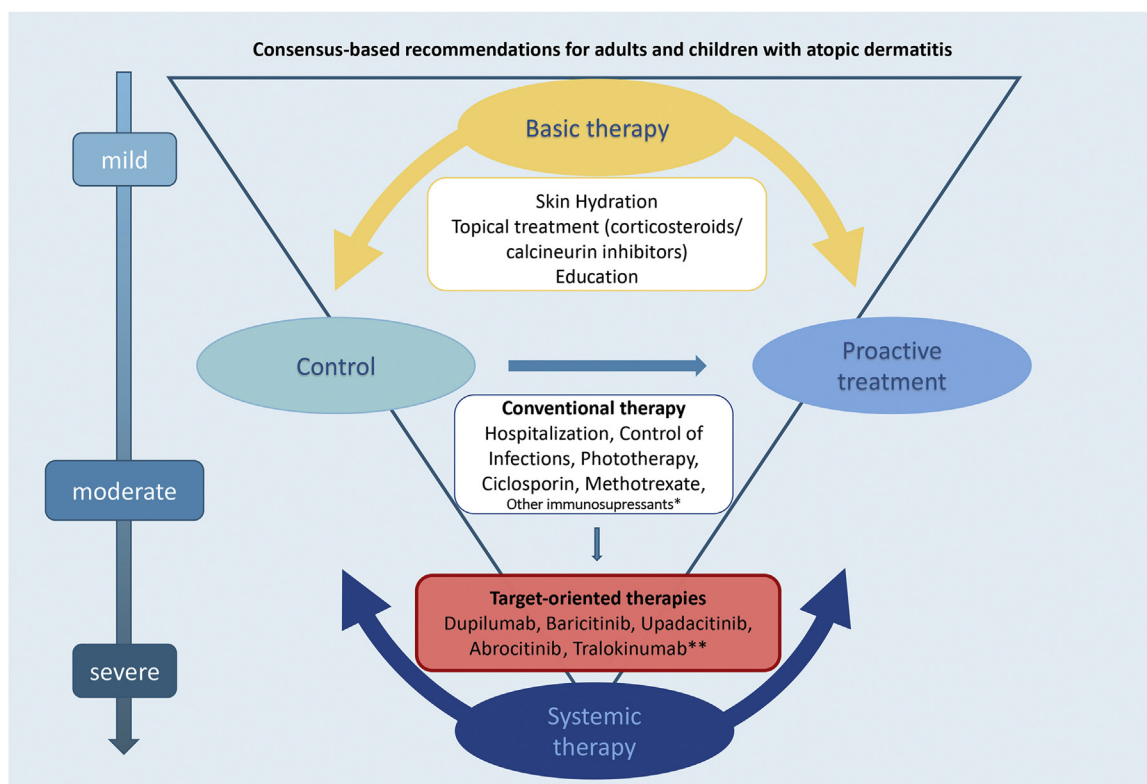 Consensus-based recommendations for adults and children with atopic dermatitis
Basic therapy
mild
Skin Hydration
Topical treatment (corticosteroids/
calcineurin inhibitors)
Education
Control
Proactive
treatment
Conventional therapy
Hospitalization, Control of
Infections, Phototherapy,
Ciclosporin, Methotrexate,
Other immunosupressants*
moderate
Target-oriented therapies
Dupilumab, Baricitinib, Upadacitinib,
Abrocitinib, Tralokinumab**
severe
Systemic
therapy